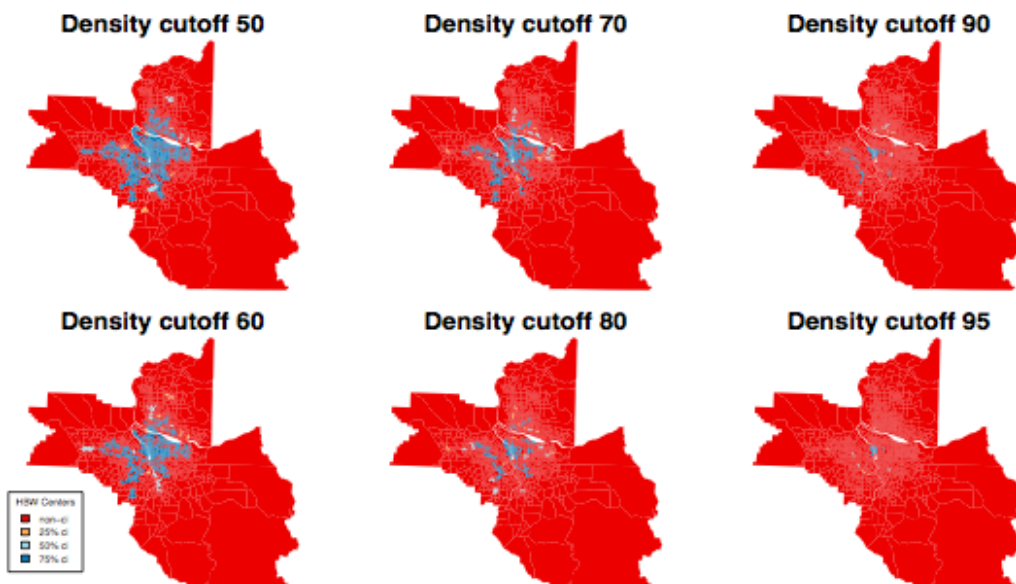 Density cutoff 50
Density cutoff 70
Density cutoff 90
Density cutoff 60
Density cutoff 80
Density cutoff 95
HBW Centers
non-ci
25% ci
50% ci
75% ci